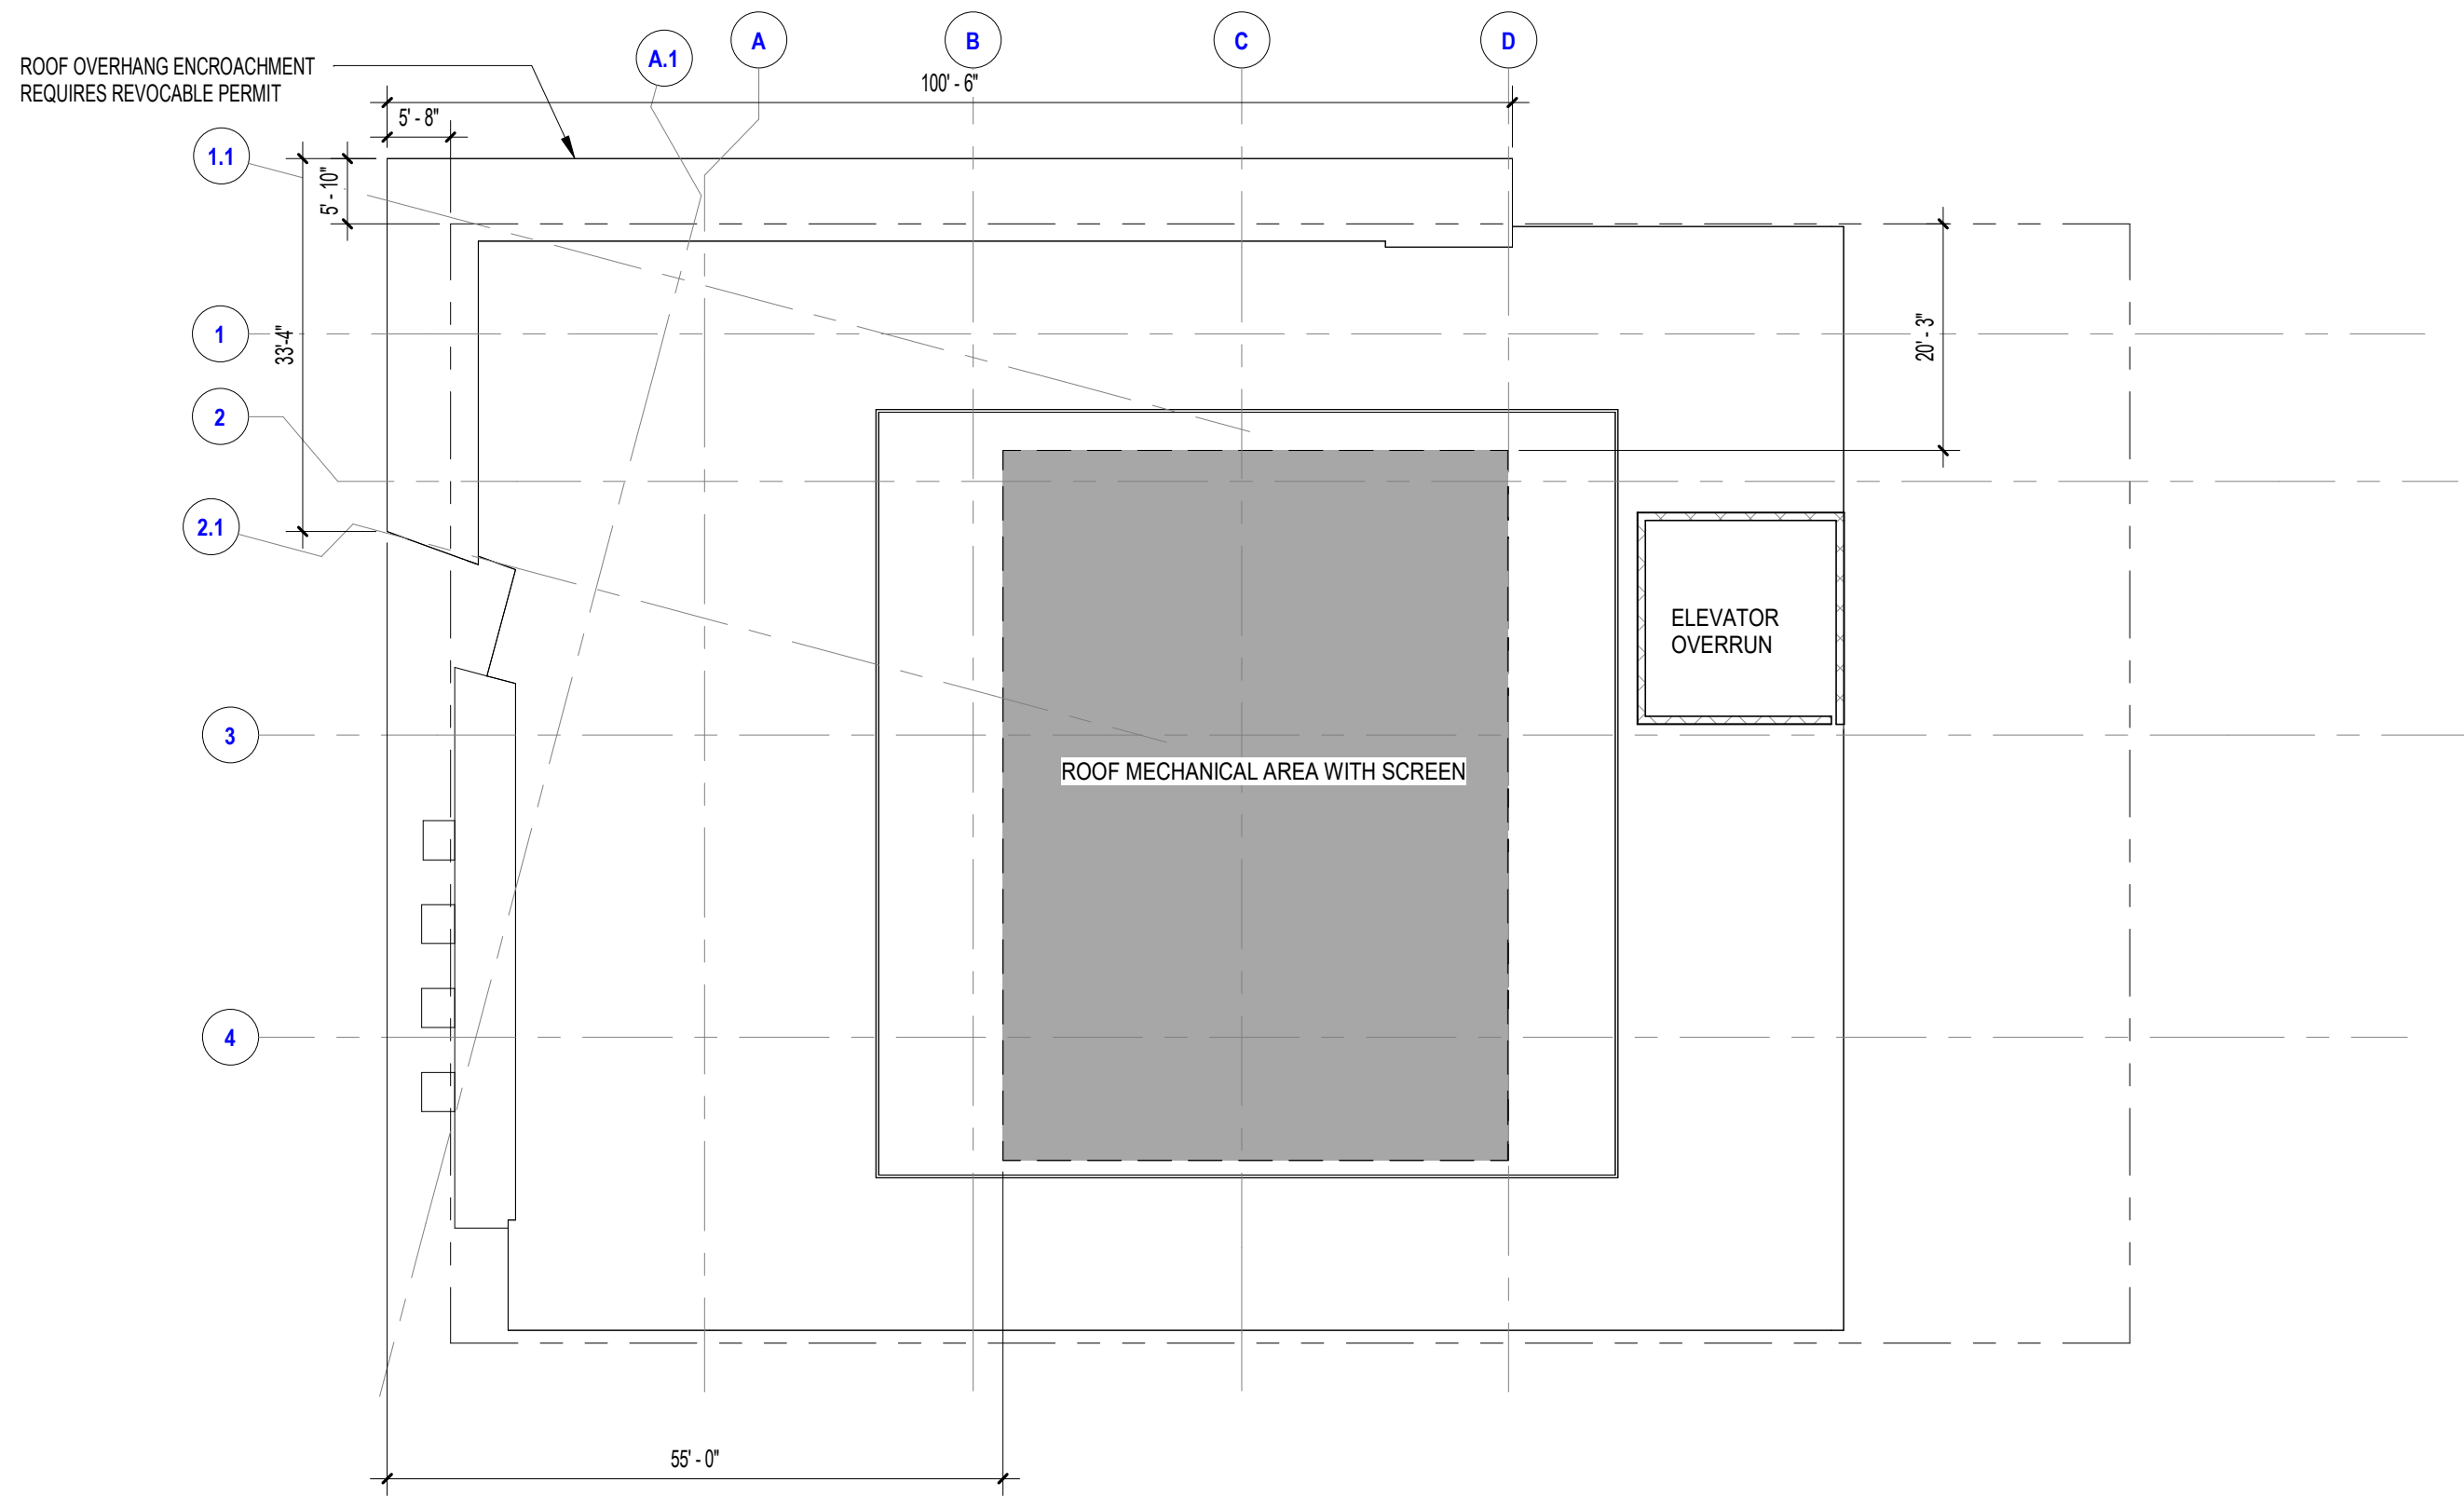 A
B
C
D
A.1
ROOF OVERHANG ENCROACHMENT
REQUIRES REVOCABLE PERMIT
100' - 6"
5' - 8"
1.1
5' - 10"
1
33'-4"
20' - 3"
2
2.1
ELEVATOR
OVERRUN
3
ROOF MECHANICAL AREA WITH SCREEN
4
55' - 0"